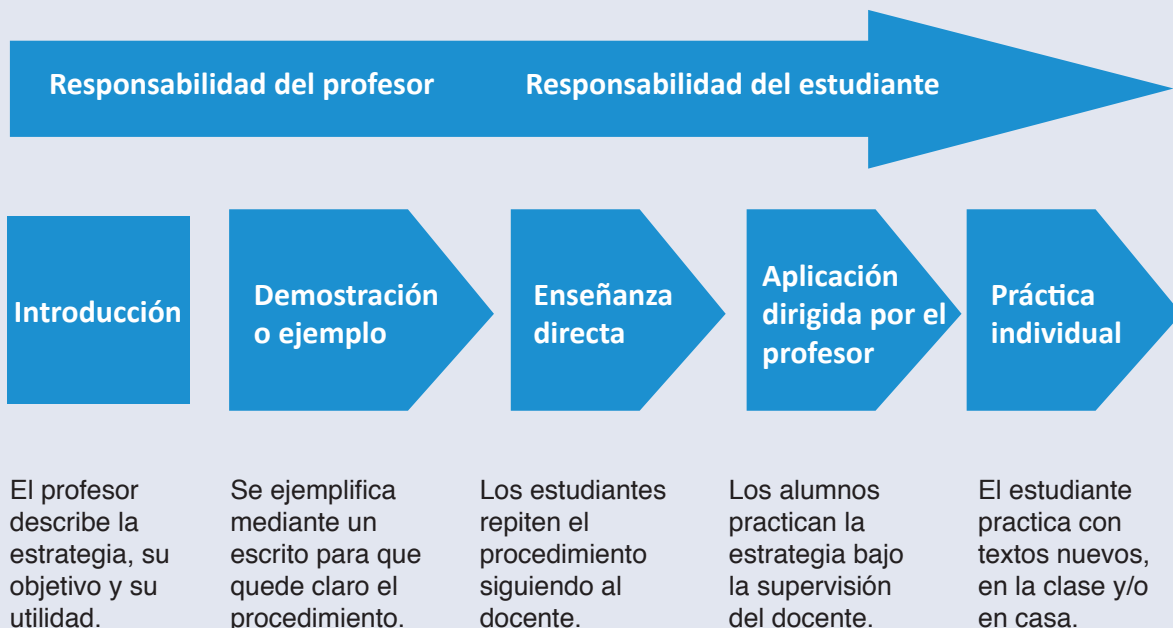 Responsabilidad del profesor
Responsabilidad del estudiante
Introducción
Demostración
o ejemplo
Enseñanza
directa
Aplicación
dirigida por el
profesor
Práctica
individual
El profesor
describe la
estrategia, su
objetivo y su
utilidad.
Se ejemplifica
mediante un
escrito para que
quede claro el
procedimiento.
Los estudiantes
repiten el
procedimiento
siguiendo al
docente.
Los alumnos
practican la
estrategia bajo
la supervisión
del docente.
El estudiante
practica con
textos nuevos,
en la clase y/o
en casa.